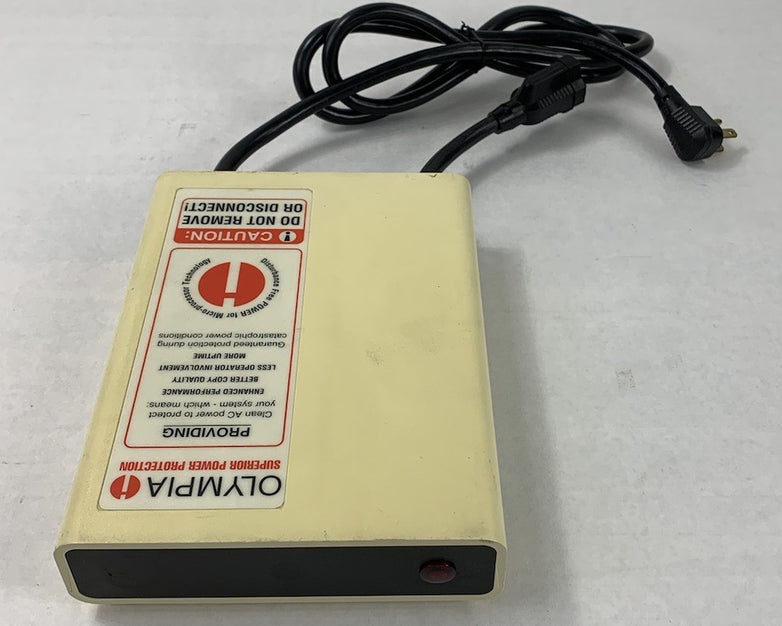 OLYMPIA
SUPERIOR POWER PROTECTION
PROVIDING
Clean AC power to protect
your system - which means:
ENHANCED PERFORMANCE
BETTER COPY QUALITY
LESS OPERATOR INVOLVEMENT
MORE UPTIME
Guaranteed protection during
catastrophic power conditions
Disturbance Free POWER for Micro-processor Technology
CAUTION:
DO NOT REMOVE
OR DISCONNECT!